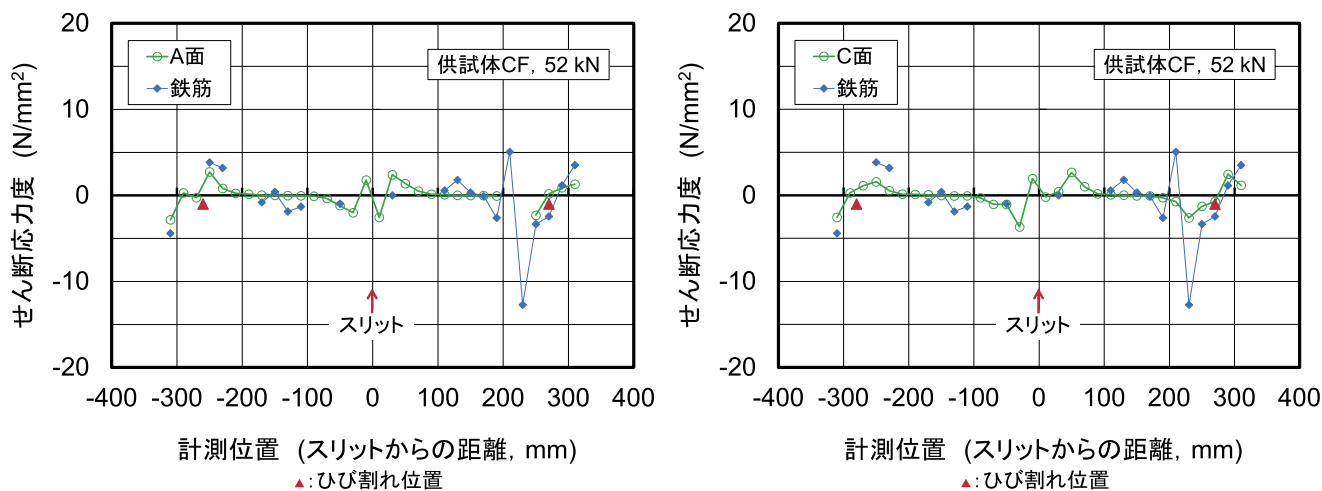 せん断応力度 (N/mm²)
20
10
0
-10
-20
A面
鉄筋
供試体CF, 52 kN
スリット
-400 -300 -200 -100 0 100 200 300 400
計測位置 (スリットからの距離, mm)
▲:ひび割れ位置
せん断応力度 (N/mm²)
20
10
0
-10
-20
C面
鉄筋
供試体CF, 52 kN
スリット
-400 -300 -200 -100 0 100 200 300 400
計測位置 (スリットからの距離, mm)
▲:ひび割れ位置